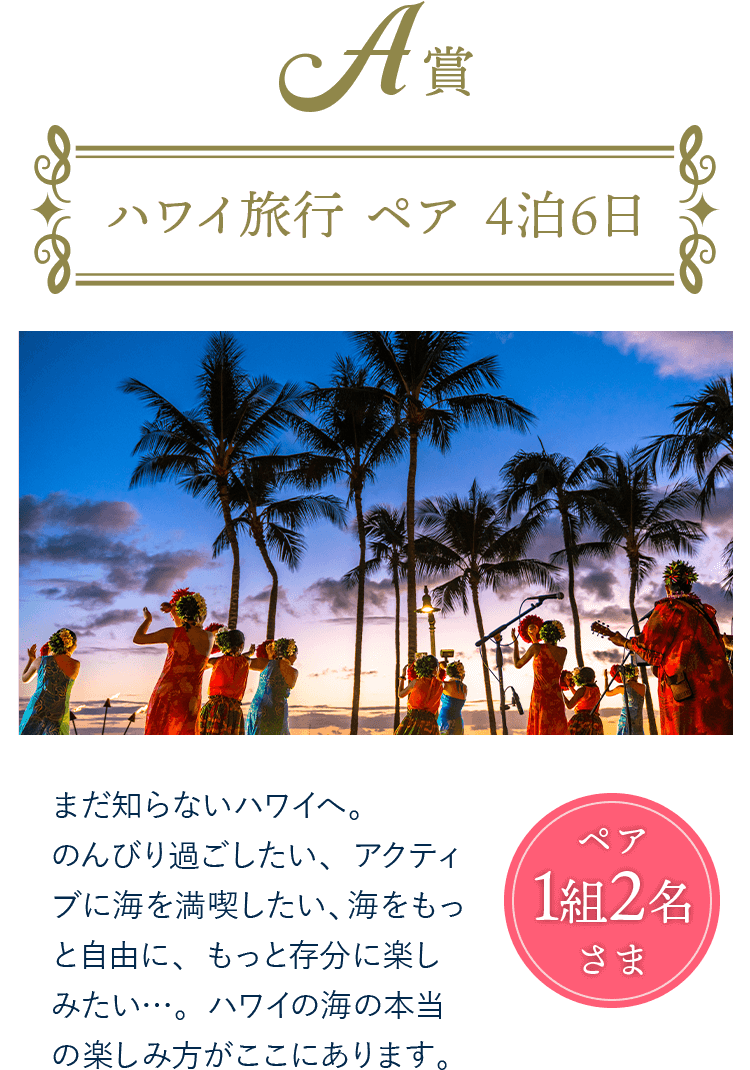 A賞
ハワイ旅行 ペア 4泊6日
まだ知らないハワイへ。
のんびり過ごしたい、アクティ
ブに海を満喫したい、海をもっ
と自由に、もっと存分に楽し
みたい…。ハワイの海の本当
の楽しみ方がここにあります。
ペア
1組2名
さま